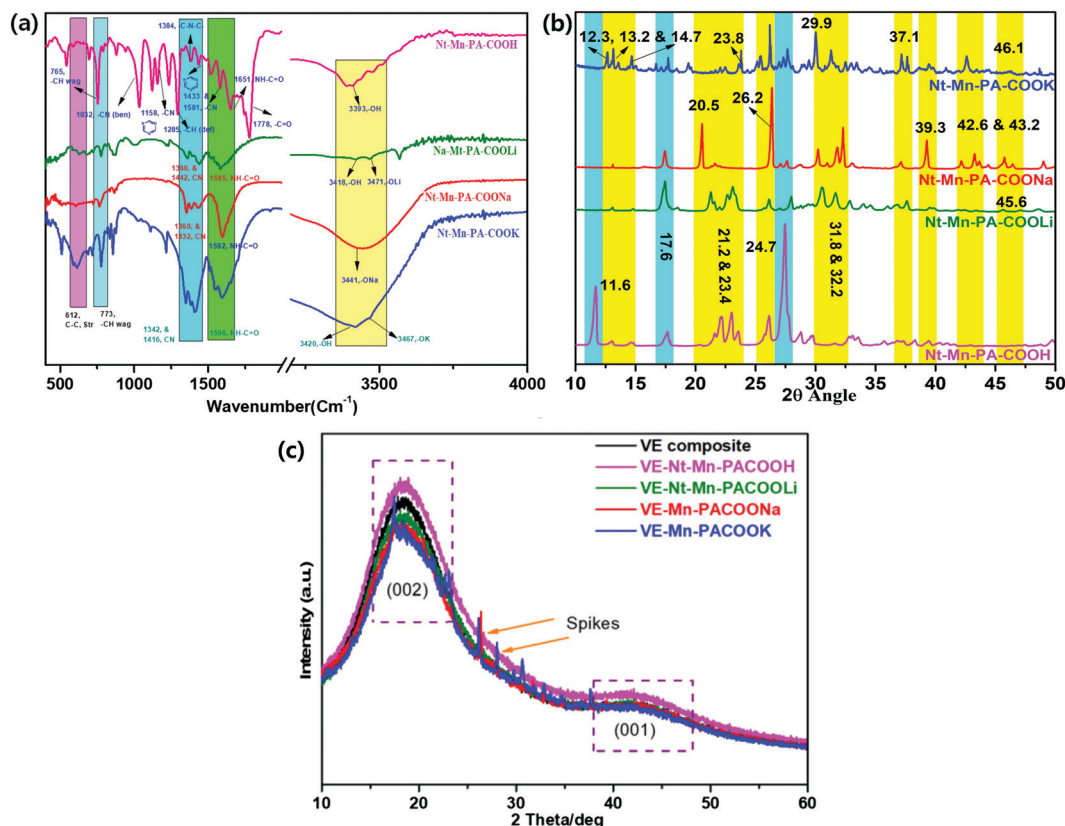 (a)
1384, -C-N-C-
Nt-Mn-PA-COOH
765,
-CH wag
1433 &
1581, -CN
1651, NH-C=O
1032, -CN (ben)
1158, -CN
1285, -CH (def)
1778, -C=O
3393, -OH
Na-Mt-PA-COOLi
1360, &
1442, CN
1585, NH-C=O
3418, -OH
3471, -OLi
Nt-Mn-PA-COONa
1360, &
1532, CN
1592, NH-C=O
Nt-Mn-PA-COOK
3441, -ONa
612,
C-C, Str
773,
-CH wag
1342, &
1416, CN
1596, NH-C=O
3420, -OH
3467, -OK
500
1000
1500
3500
4000
Wavenumber(Cm-1
(b)
12.3, 13.2 & 14.7
23.8
29.9
37.1
46.1
Nt-Mn-PA-COOK
20.5
26.2
39.3
42.6 & 43.2
Nt-Mn-PA-COONa
45.6
Nt-Mn-PA-COOLi
11.6
17.6
21.2 & 23.4
24.7
31.8 & 32.2
Nt-Mn-PA-COOH
10 15 20 25 30 35 40 45 50
2θ Angle
(c)
VE composite
VE-Nt-Mn-PACOOH
VE-Nt-Mn-PACOOLi
VE-Mn-PACOONa
VE-Mn-PACOOK
(002)
Spikes
(001)
Intensity (a.u.)
10 20 30 40 50 60
2 Theta/deg